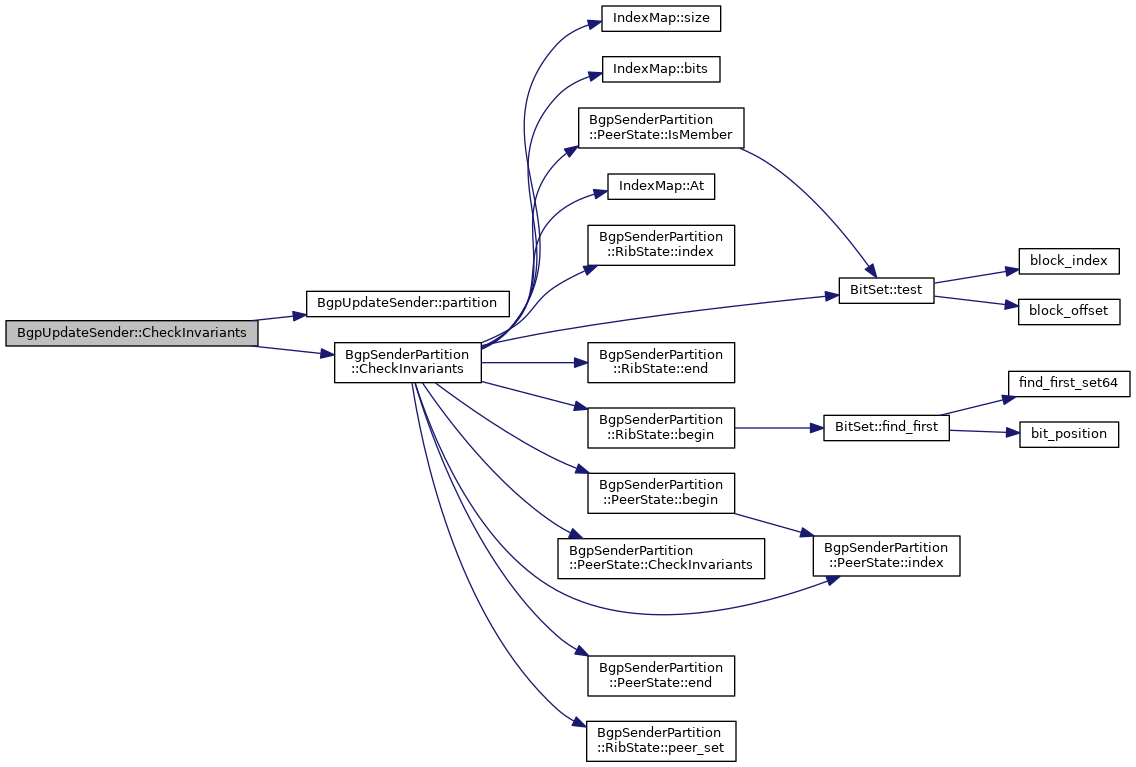 BgpUpdateSender::CheckInvariants
BgpUpdateSender::partition
BgpSenderPartition
::CheckInvariants
IndexMap::size
IndexMap::bits
BgpSenderPartition
::PeerState::IsMember
IndexMap::At
BgpSenderPartition
::RibState::index
BgpSenderPartition
::RibState::end
BgpSenderPartition
::RibState::begin
BgpSenderPartition
::PeerState::begin
BgpSenderPartition
::PeerState::CheckInvariants
BgpSenderPartition
::PeerState::end
BgpSenderPartition
::RibState::peer_set
BitSet::test
BitSet::find_first
BgpSenderPartition
::PeerState::index
block_index
block_offset
find_first_set64
bit_position